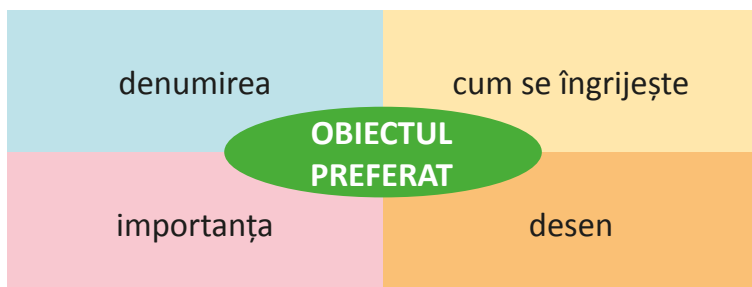 denumirea
cum se îngrijește
OBIECTUL
PREFERAT
importanța
desen